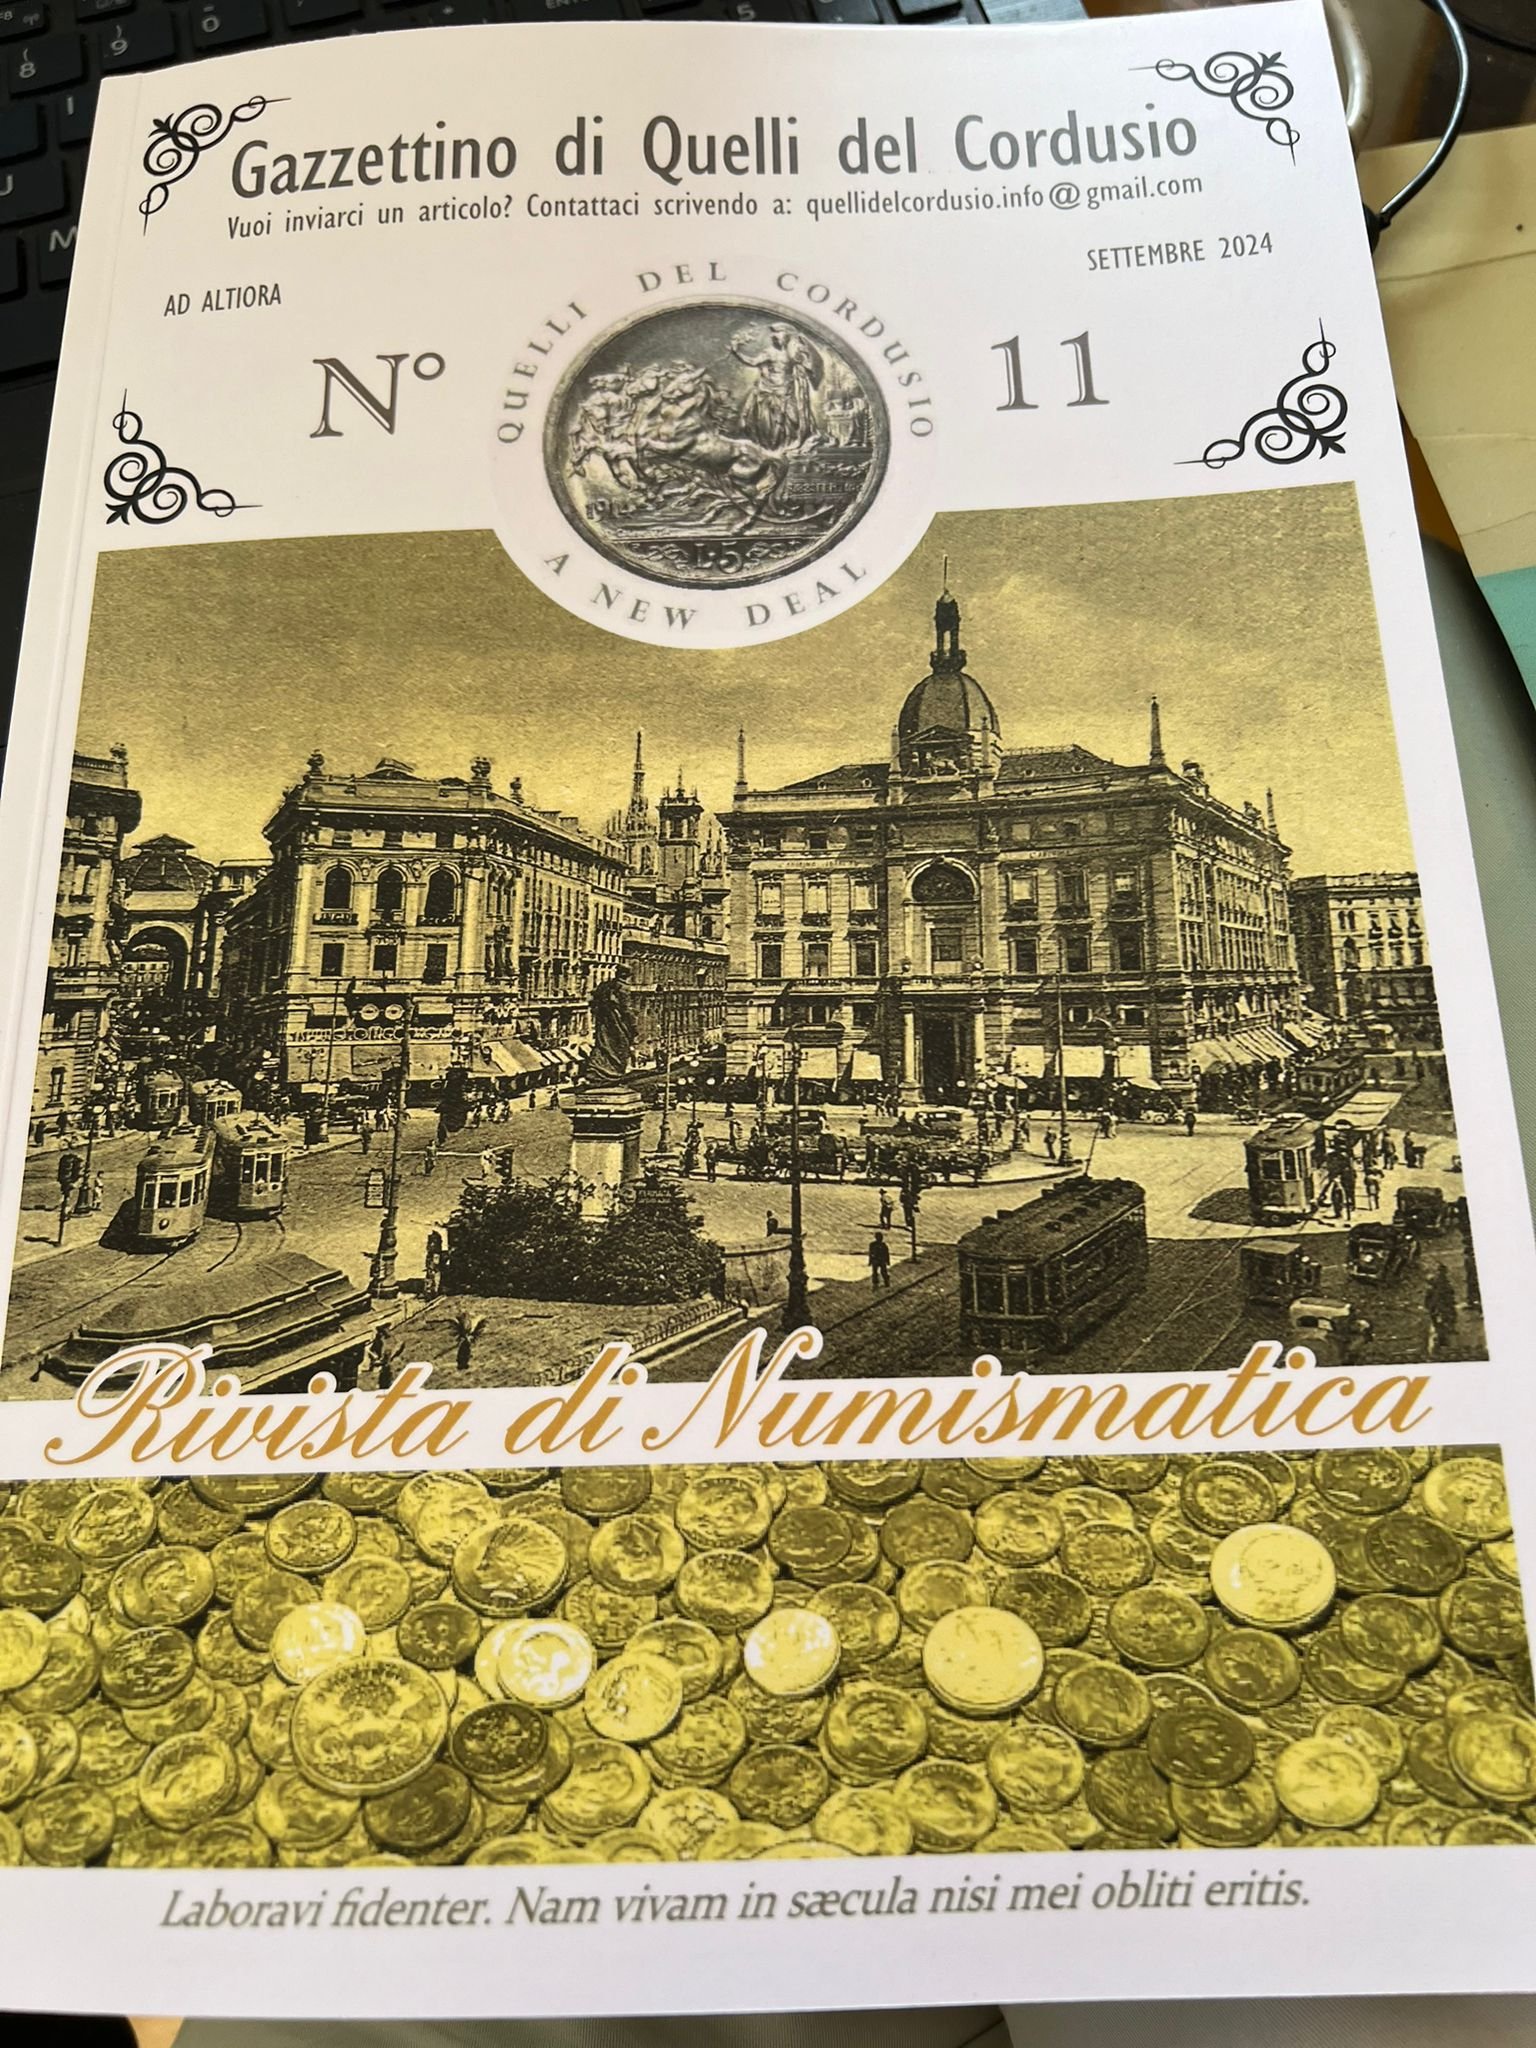 Gazzettino di Quelli del Cordusio
Vuoi inviarci un articolo? Contattaci scrivendo a: quellidelcordusio.info@gmail.com
AD ALTIORA
SETTEMBRE 2024
N° 11
QUELLI DEL CORDUSIO
L.5
A NEW DEAL
Rivista di Numismatica
Laboravi fidenter. Nam vivam in sæcula nisi mei obliti eritis.